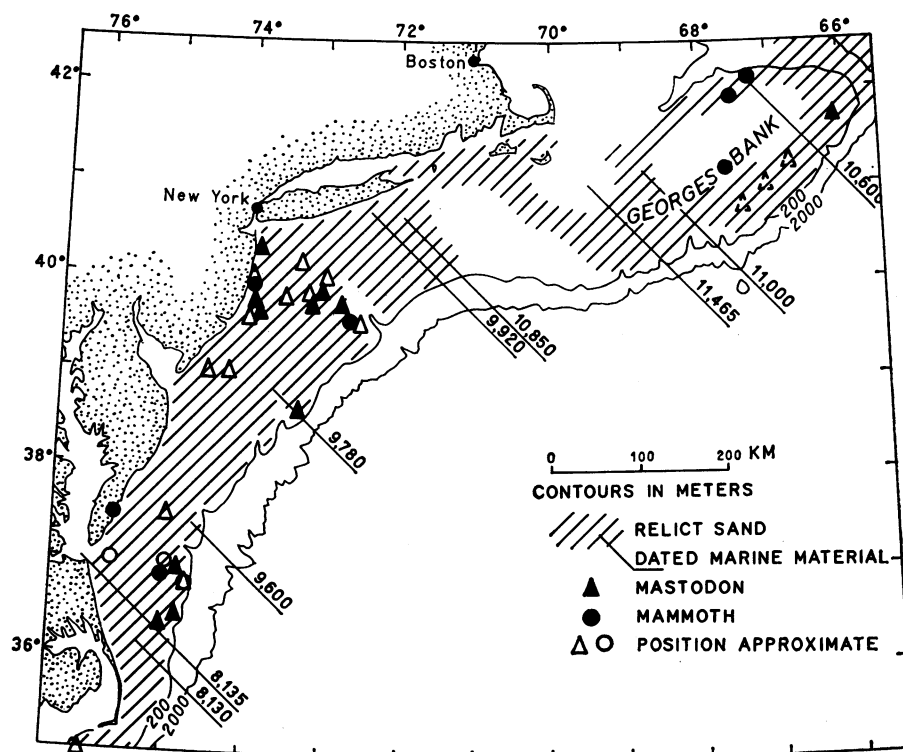 76°
74°
72°
70°
68°
66°
42°
Boston
New York
GEORGES BANK
10,600
200
2000
40°
11,000
11,465
10,850
9,920
38°
9,780
0 100 200 KM
CONTOURS IN METERS
RELICT SAND
DATED MARINE MATERIAL
MASTODON
MAMMOTH
POSITION APPROXIMATE
9,600
36°
8,135
8,130
200
2000